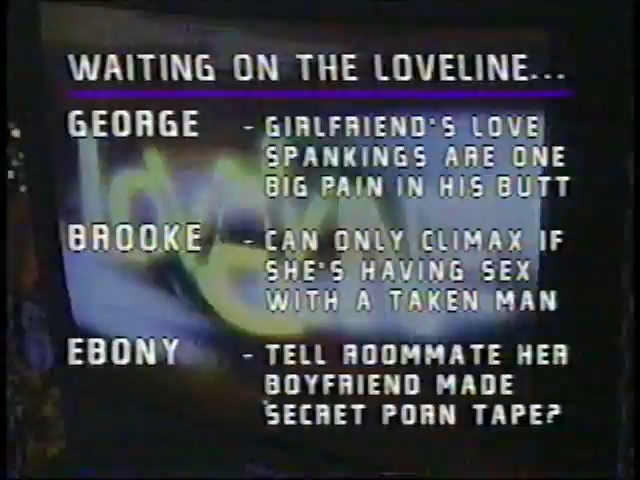 WAITING ON THE LOVELINE...
GEORGE - GIRLFRIEND'S LOVE
SPANKINGS ARE ONE
BIG PAIN IN HIS BUTT
BROOKE - CAN ONLY CLIMAX IF
SHE'S HAVING SEX
WITH A TAKEN MAN
EBONY - TELL ROOMMATE HER
BOYFRIEND MADE
SECRET PORN TAPE?